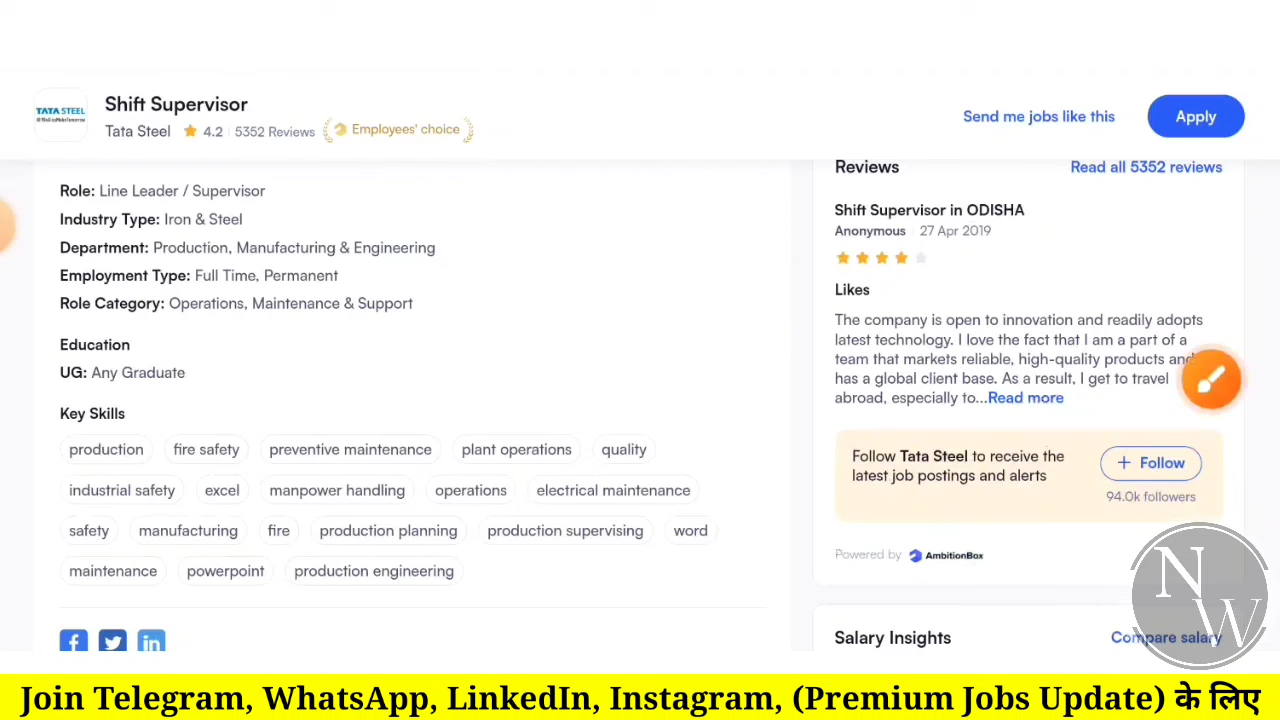 TATA STEEL
Shift Supervisor
Tata Steel 4.2 5352 Reviews Employees' choice
Send me jobs like this
Apply
Role: Line Leader / Supervisor
Industry Type: Iron & Steel
Department: Production, Manufacturing & Engineering
Employment Type: Full Time, Permanent
Role Category: Operations, Maintenance & Support
Education
UG: Any Graduate
Key Skills
production fire safety preventive maintenance plant operations quality
industrial safety excel manpower handling operations electrical maintenance
safety manufacturing fire production planning production supervising word
maintenance powerpoint production engineering
Reviews Read all 5352 reviews
Shift Supervisor in ODISHA
Anonymous 27 Apr 2019
Likes
The company is open to innovation and readily adopts
latest technology. I love the fact that I am a part of a
team that markets reliable, high-quality products and
has a global client base. As a result, I get to travel
abroad, especially to...Read more
Follow Tata Steel to receive the
latest job postings and alerts
+ Follow
94.0k followers
Powered by AmbitionBox
Salary Insights Compare salary
NW
Join Telegram, WhatsApp, LinkedIn, Instagram, (Premium Jobs Update) के लिए